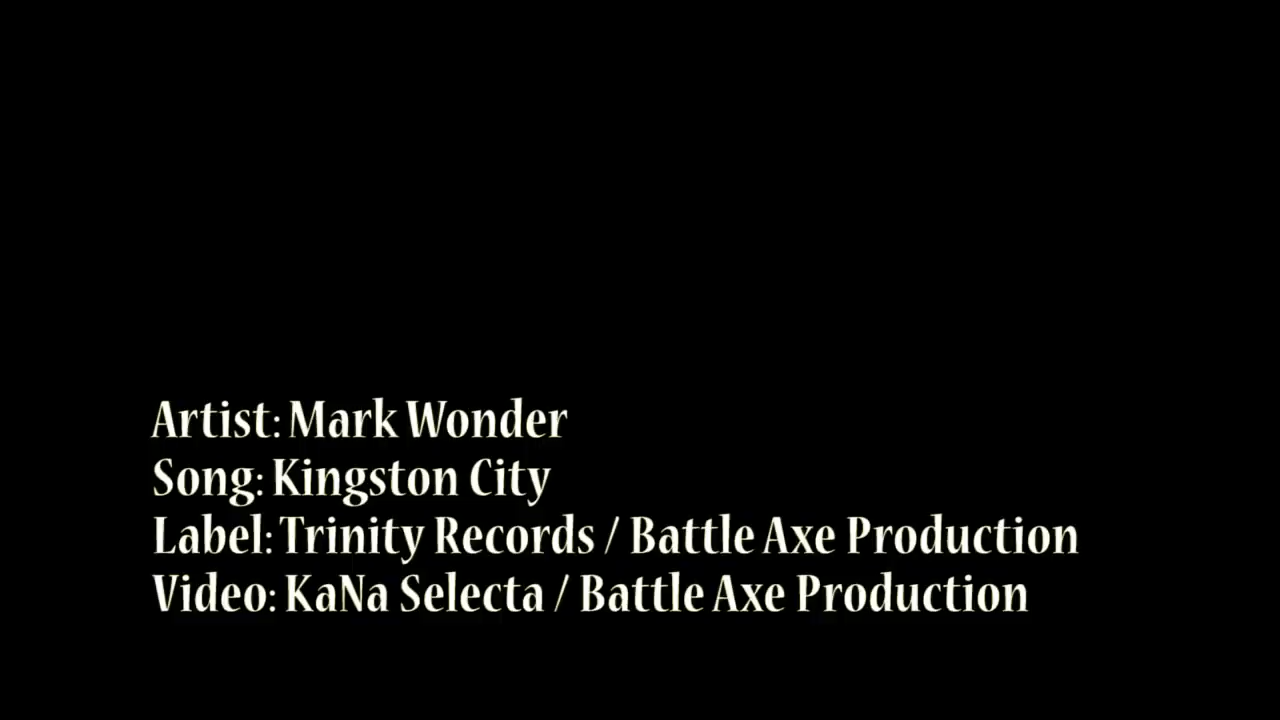 Artist: Mark Wonder
Song: Kingston City
Label: Trinity Records / Battle Axe Production
Video: KaNa Selecta / Battle Axe Production